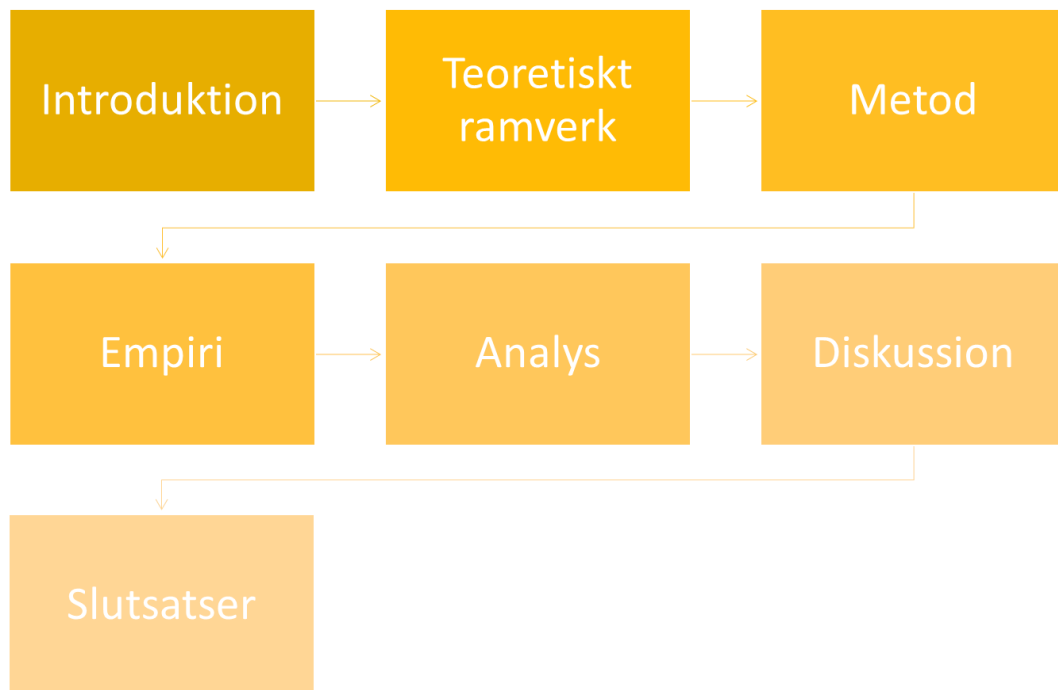 Introduktion
Teoretiskt
ramverk
Metod
Empiri
Analys
Diskussion
Slutsatser